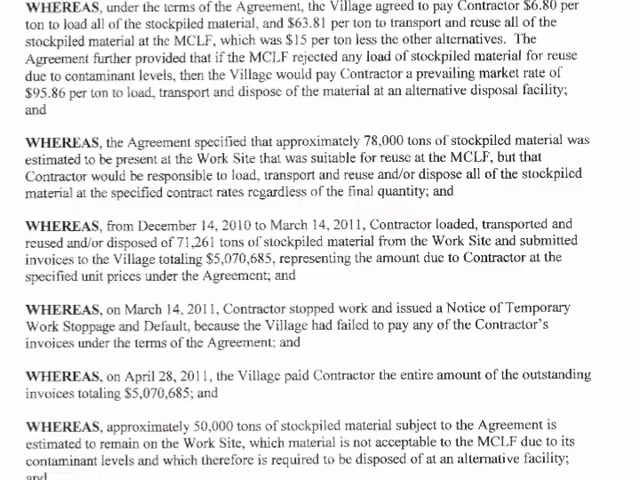 WHEREAS, under the terms of the Agreement, the Village agreed to pay Contractor $6.80 per
ton to load all of the stockpiled material, and $63.81 per ton to transport and reuse all of the
stockpiled material at the MCLF, which was $15 per ton less the other alternatives. The
Agreement further provided that if the MCLF rejected any load of stockpiled material for reuse
due to contaminant levels, then the Village would pay Contractor a prevailing market rate of
$95.86 per ton to load, transport and dispose of the material at an alternative disposal facility;
and
WHEREAS, the Agreement specified that approximately 78,000 tons of stockpiled material was
estimated to be present at the Work Site that was suitable for reuse at the MCLF, but that
Contractor would be responsible to load, transport and reuse and/or dispose all of the stockpiled
material at the specified contract rates regardless of the final quantity; and
WHEREAS, from December 14, 2010 to March 14, 2011, Contractor loaded, transported and
reused and/or disposed of 71,261 tons of stockpiled material from the Work Site and submitted
invoices to the Village totaling $5,070,685, representing the amount due to Contractor at the
specified unit prices under the Agreement; and
WHEREAS, on March 14, 2011, Contractor stopped work and issued a Notice of Temporary
Work Stoppage and Default, because the Village had failed to pay any of the Contractor's
invoices under the terms of the Agreement; and
WHEREAS, on April 28, 2011, the Village paid Contractor the entire amount of the outstanding
invoices totaling $5,070,685; and
WHEREAS, approximately 50,000 tons of stockpiled material subject to the Agreement is
estimated to remain on the Work Site, which material is not acceptable to the MCLF due to its
contaminant levels and which therefore is required to be disposed of at an alternative facility;
and